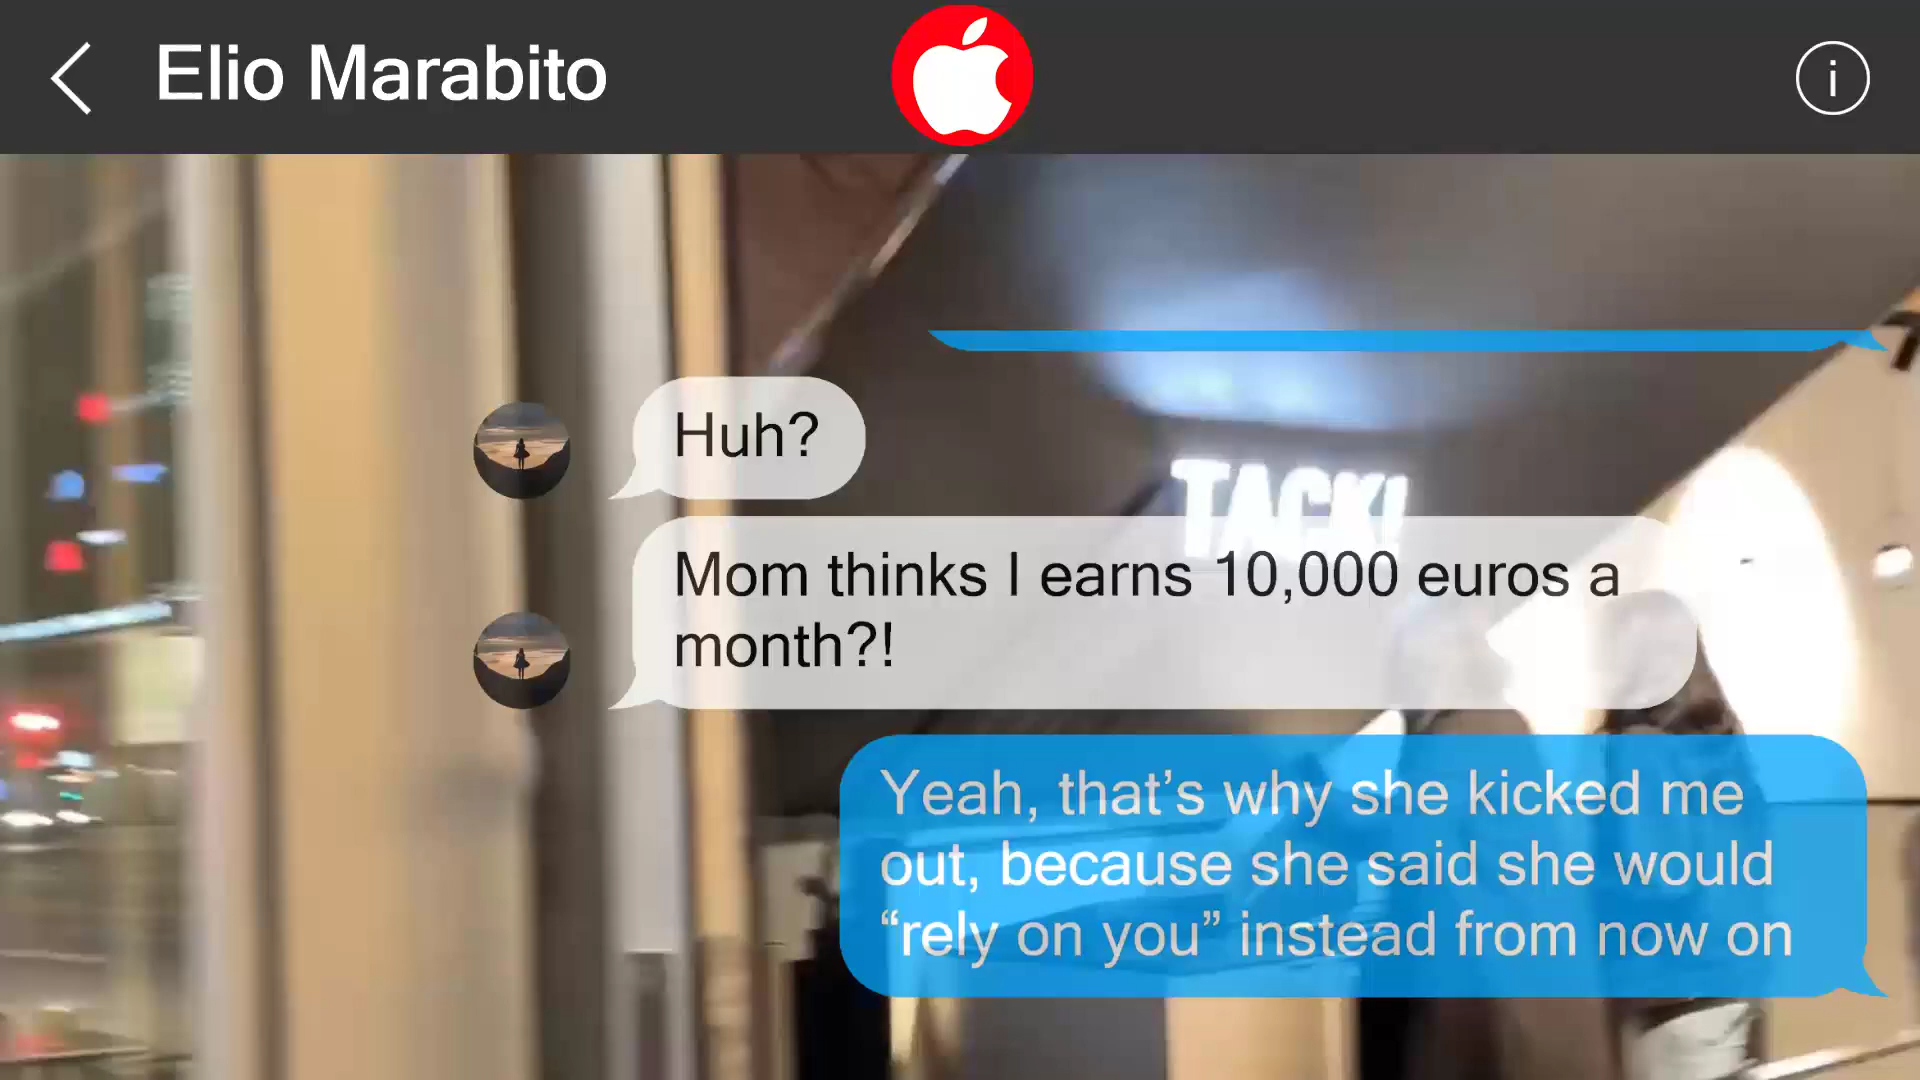 Elio Marabito
i
Huh?
TACK!
Mom thinks I earns 10,000 euros a
month?!
Yeah, that’s why she kicked me
out, because she said she would
“rely on you” instead from now on